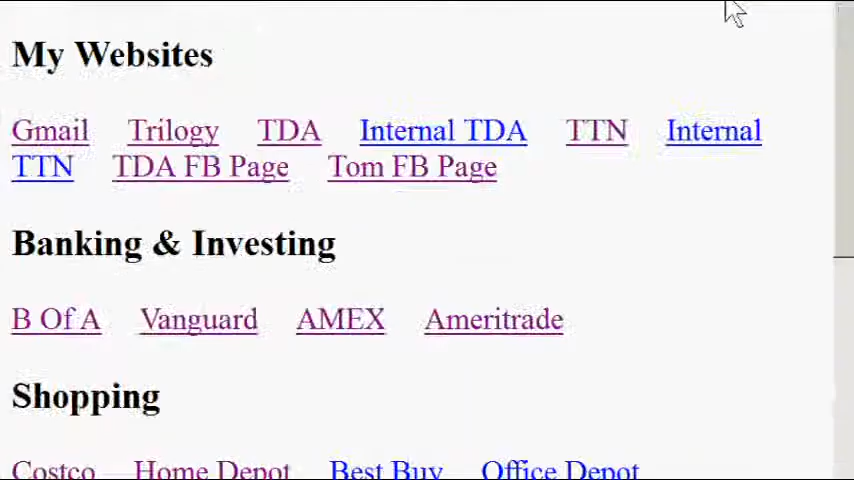 My Websites
Gmail Trilogy TDA Internal TDA TTN Internal
TTN TDA FB Page Tom FB Page
Banking & Investing
B Of A Vanguard AMEX Ameritrade
Shopping
Costco Home Depot Best Buy Office Depot